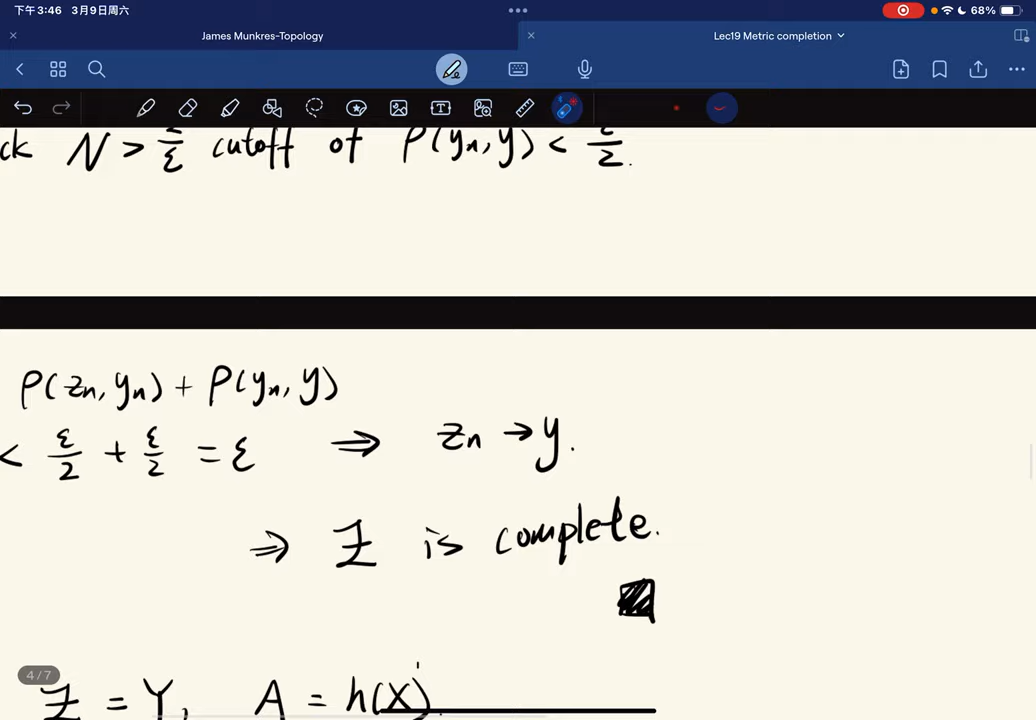 下午3:46 3月9日周六
68%
James Munkres-Topology
Lec19 Metric completion
ck N > 2/ε cutoff of ρ(yₙ, y) < ε/2.
ρ(zₙ, yₙ) + ρ(yₙ, y)
< ε/2 + ε/2 = ε ⇒ zₙ → y.
⇒ Z is complete.
4 / 7
Z = Y, A = h(X)